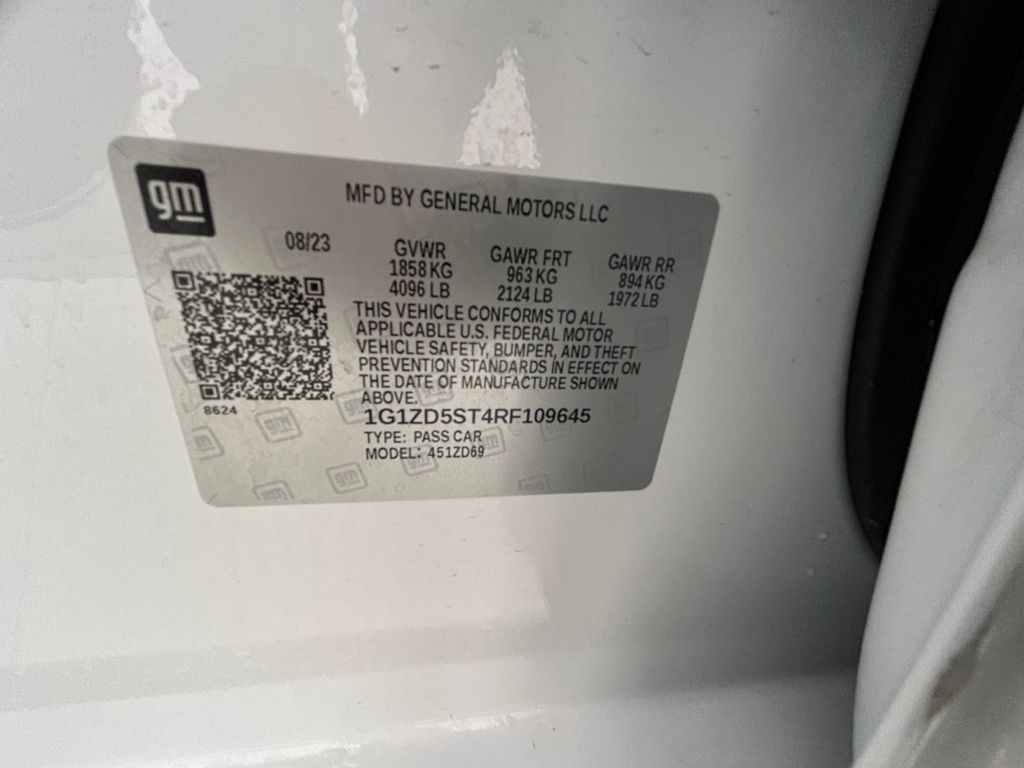 gm
MFD BY GENERAL MOTORS LLC
08/23
GVWR
1858 KG
4096 LB
GAWR FRT
963 KG
2124 LB
GAWR RR
894 KG
1972 LB
THIS VEHICLE CONFORMS TO ALL
APPLICABLE U.S. FEDERAL MOTOR
VEHICLE SAFETY, BUMPER, AND THEFT
PREVENTION STANDARDS IN EFFECT ON
THE DATE OF MANUFACTURE SHOWN
ABOVE.
8624
1G1ZD5ST4RF109645
TYPE: PASS CAR
MODEL: 451ZD69